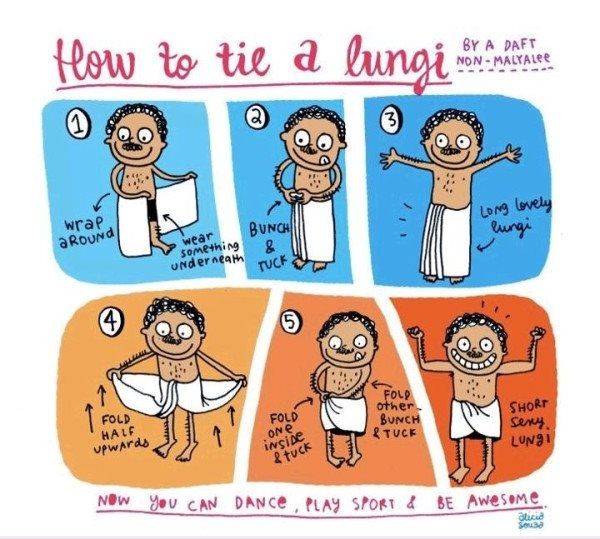 How to tie a lungi
BY A DAFT
NON-MALYALee
1
wrap
aROUND
wear
something
underneath
2
BUNCH
&
TUCK
3
Long lovely
lungi
4
FOLD
HALF
upwards
5
FOLD
one
inside
& tuck
FOLD
other
BUNCH
& TUCK
SHORT
Sexy
LUNGI
NOW YOU CAN DANCe, PLAY SPORT & BE AWeSOMe.
alicia
souza